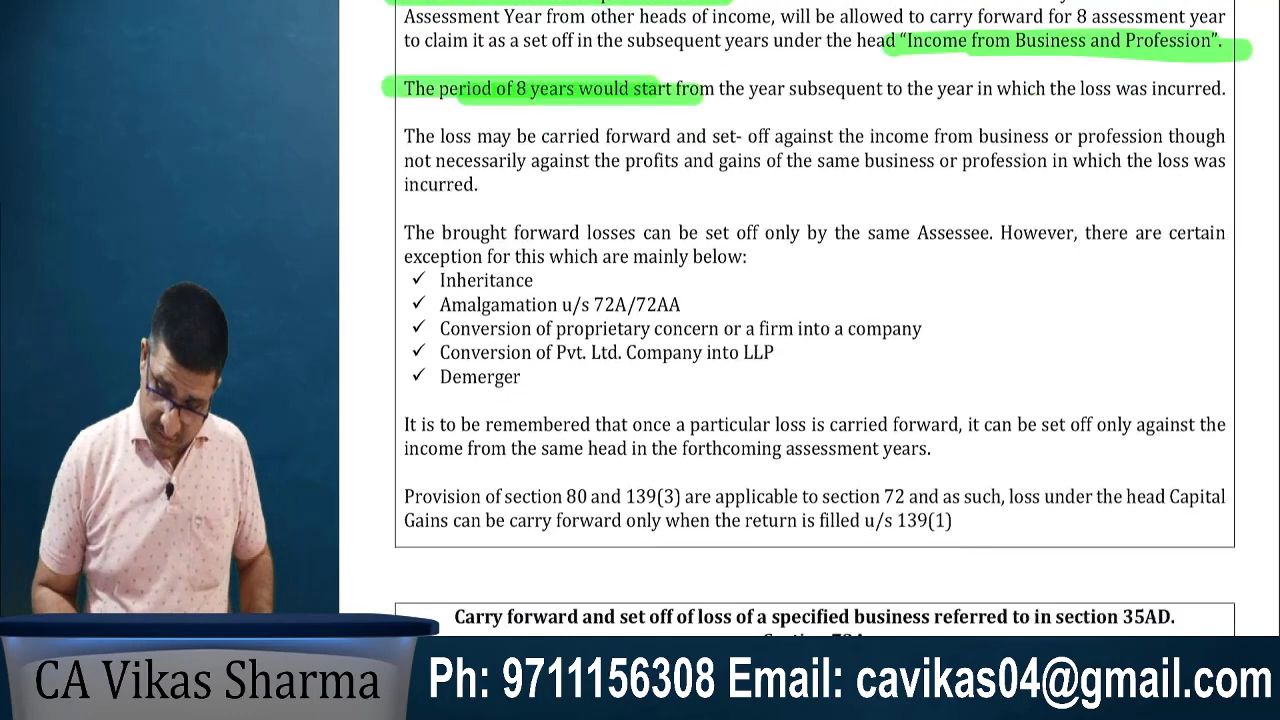 Assessment Year from other heads of income, will be allowed to carry forward for 8 assessment year
to claim it as a set off in the subsequent years under the head “Income from Business and Profession”.
The period of 8 years would start from the year subsequent to the year in which the loss was incurred.
The loss may be carried forward and set- off against the income from business or profession though
not necessarily against the profits and gains of the same business or profession in which the loss was
incurred.
The brought forward losses can be set off only by the same Assessee. However, there are certain
exception for this which are mainly below:
✓ Inheritance
✓ Amalgamation u/s 72A/72AA
✓ Conversion of proprietary concern or a firm into a company
✓ Conversion of Pvt. Ltd. Company into LLP
✓ Demerger
It is to be remembered that once a particular loss is carried forward, it can be set off only against the
income from the same head in the forthcoming assessment years.
Provision of section 80 and 139(3) are applicable to section 72 and as such, loss under the head Capital
Gains can be carry forward only when the return is filled u/s 139(1)
Carry forward and set off of loss of a specified business referred to in section 35AD.
CA Vikas Sharma
Ph: 9711156308 Email: cavikas04@gmail.com